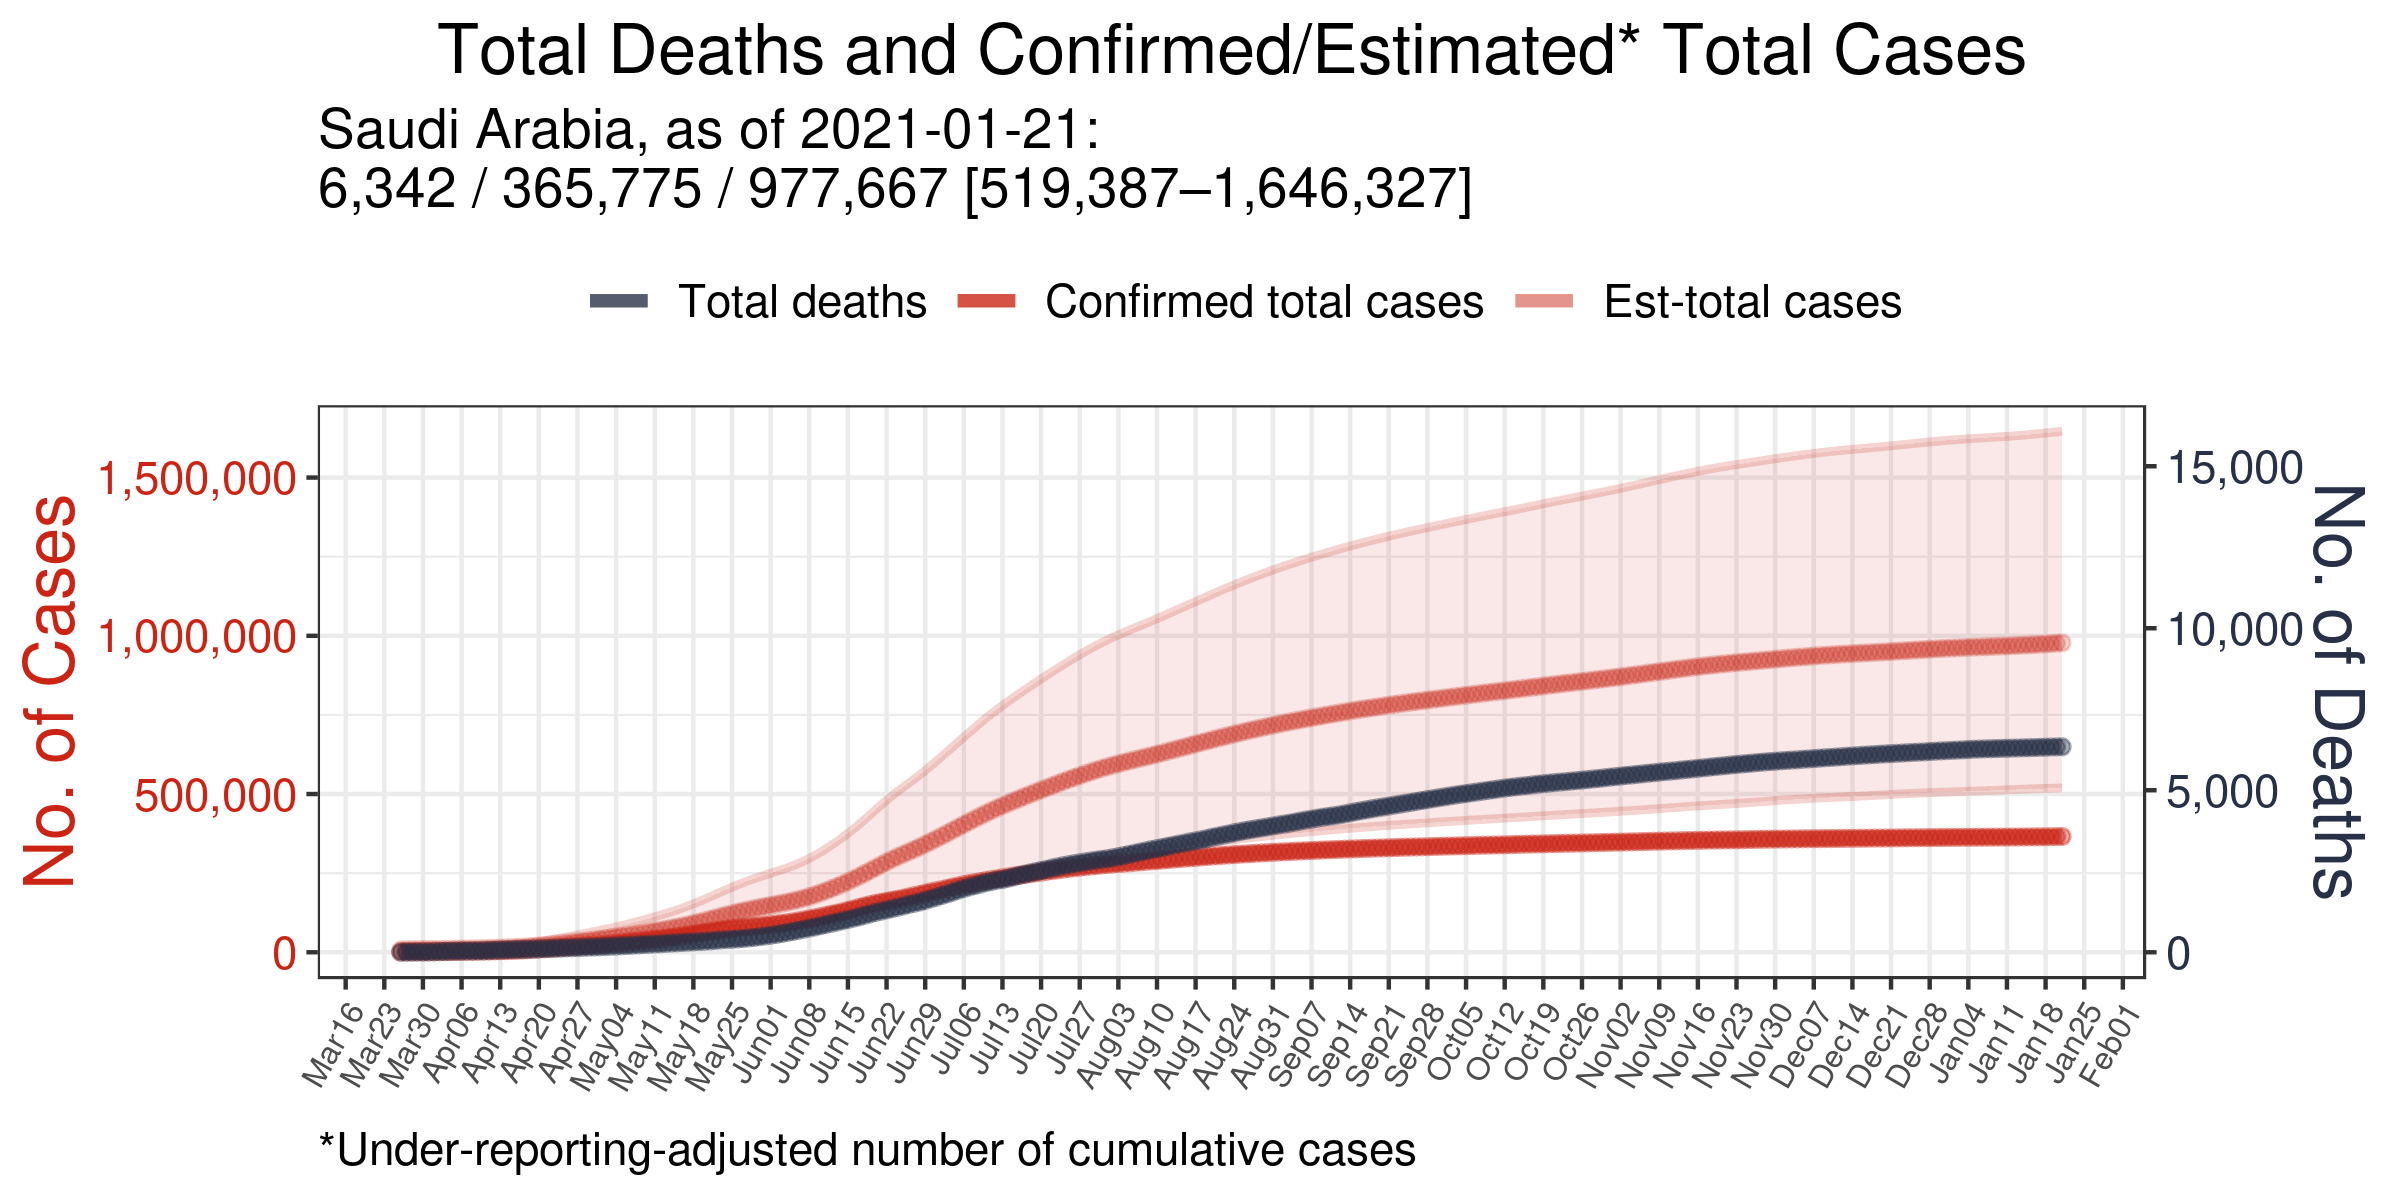 Total Deaths and Confirmed/Estimated* Total Cases
Saudi Arabia, as of 2021-01-21:
6,342 / 365,775 / 977,667 [519,387–1,646,327]
Total deaths
Confirmed total cases
Est-total cases
No. of Cases
1,500,000
1,000,000
500,000
0
15,000
10,000
5,000
0
No. of Deaths
Mar16
Mar23
Mar30
Apr06
Apr13
Apr20
Apr27
May04
May11
May18
May25
Jun01
Jun08
Jun15
Jun22
Jun29
Jul06
Jul13
Jul20
Jul27
Aug03
Aug10
Aug17
Aug24
Aug31
Sep07
Sep14
Sep21
Sep28
Oct05
Oct12
Oct19
Oct26
Nov02
Nov09
Nov16
Nov23
Nov30
Dec07
Dec14
Dec21
Dec28
Jan04
Jan11
Jan18
Jan25
Feb01
*Under-reporting-adjusted number of cumulative cases